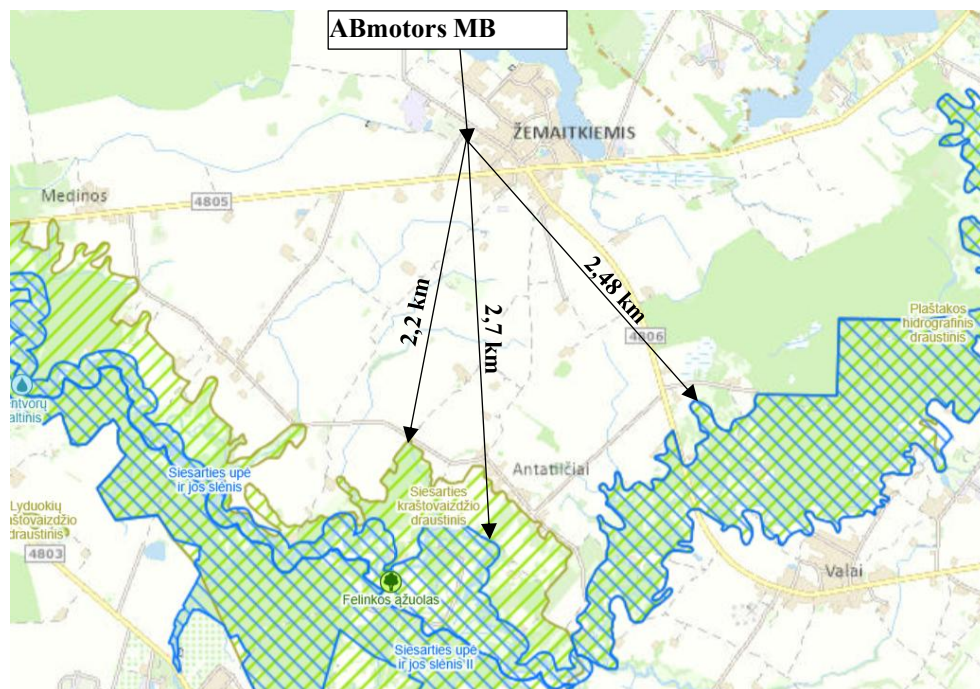 ABmotors MB
ŽEMAITKIEMIS
Medinos
4805
2,2 km
2,7 km
2,48 km
4806
Plaštakos
hidrografinis
draustinis
ntvorų
altinis
Siesarties upė
ir jos slėnis
Siesarties
kraštovaizdžio
draustinis
Antatilčiai
Lyduokių
aštovaizdžio
draustinis
4803
Felinkos ąžuolas
Valai
Siesarties upė
ir jos slėnis II